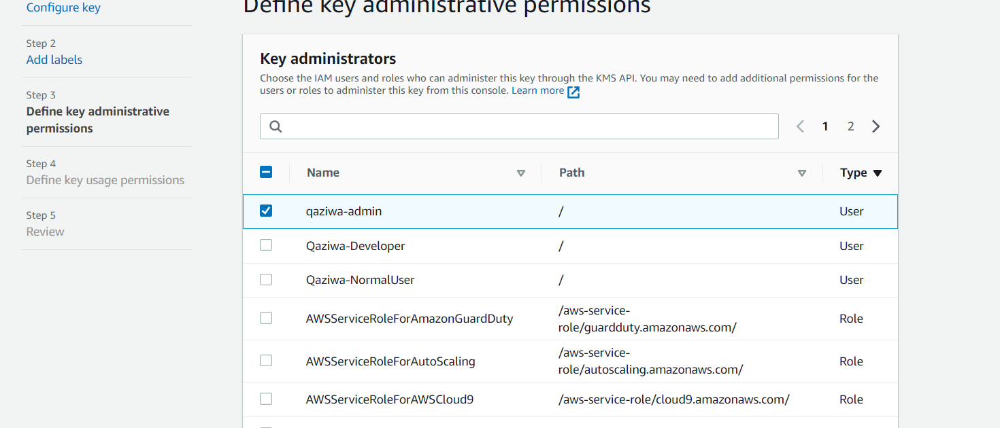 Define key administrative permissions
Configure key
Step 2
Add labels
Step 3
Define key administrative
permissions
Step 4
Define key usage permissions
Step 5
Review
Key administrators
Choose the IAM users and roles who can administer this key through the KMS API. You may need to add additional permissions for the
users or roles to administer this key from this console. Learn more
1 2
Name Path Type
qaziwa-admin / User
Qaziwa-Developer / User
Qaziwa-NormalUser / User
AWSServiceRoleForAmazonGuardDuty /aws-service-
role/guardduty.amazonaws.com/ Role
AWSServiceRoleForAutoScaling /aws-service-
role/autoscaling.amazonaws.com/ Role
AWSServiceRoleForAWSCloud9 /aws-service-role/cloud9.amazonaws.com/ Role